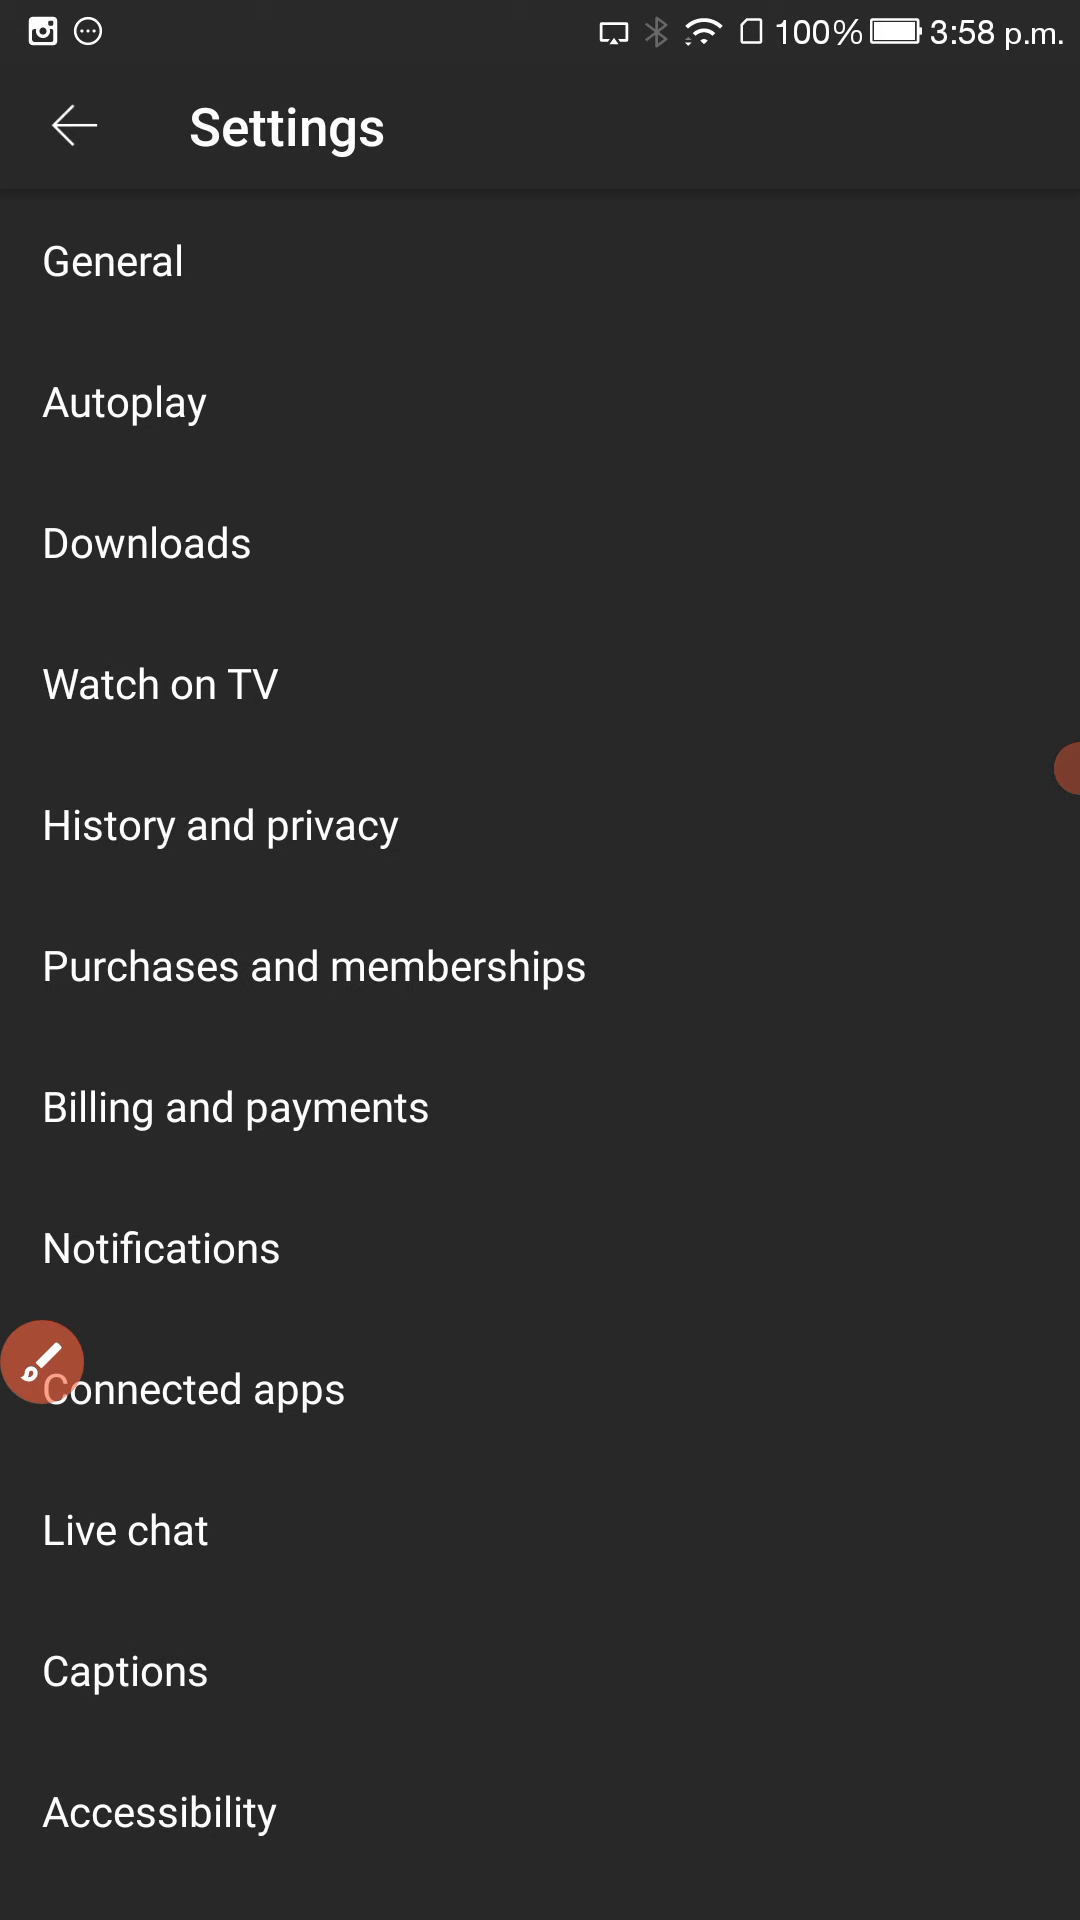 100% 3:58 p.m.
Settings
General
Autoplay
Downloads
Watch on TV
History and privacy
Purchases and memberships
Billing and payments
Notifications
Connected apps
Live chat
Captions
Accessibility